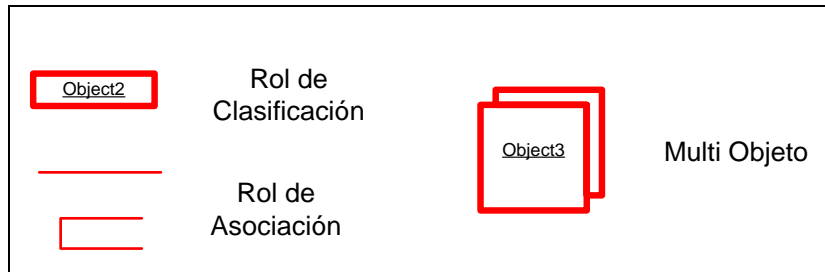 Object2
Rol de
Clasificación
Rol de
Asociación
Object3
Multi Objeto